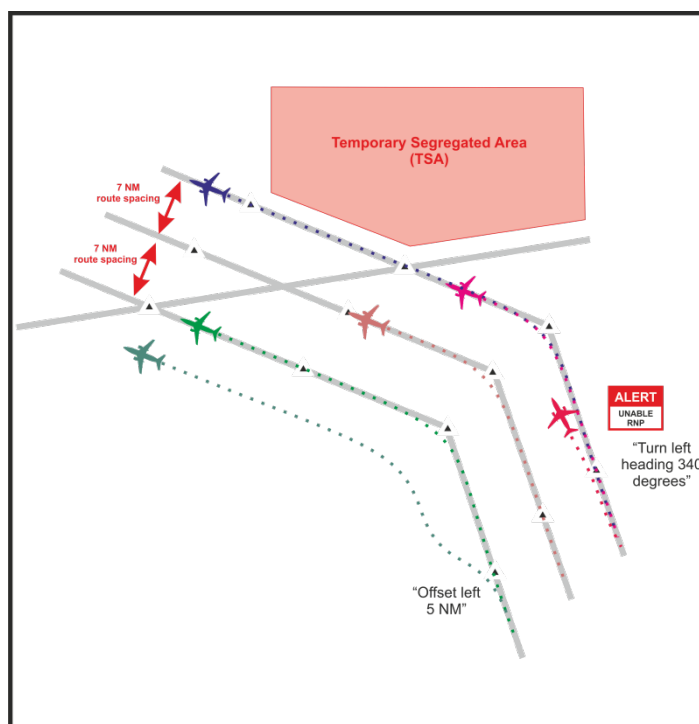 Temporary Segregated Area
(TSA)
7 NM
route spacing
7 NM
route spacing
ALERT
UNABLE
RNP
“Turn left
heading 340
degrees”
“Offset left
5 NM”